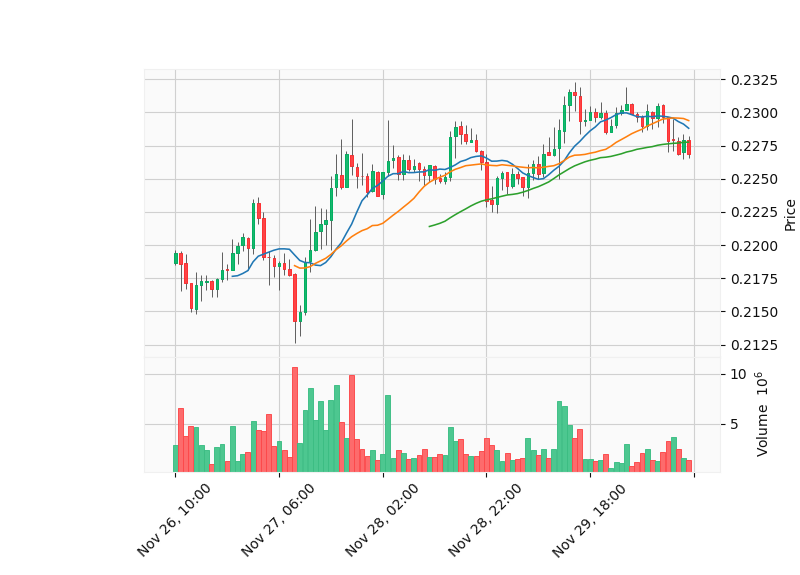 0.2325
0.2300
0.2275
0.2250
0.2225
0.2200
0.2175
0.2150
0.2125
Price
10
5
Volume 10^6
Nov 26, 10:00
Nov 27, 06:00
Nov 28, 02:00
Nov 28, 22:00
Nov 29, 18:00